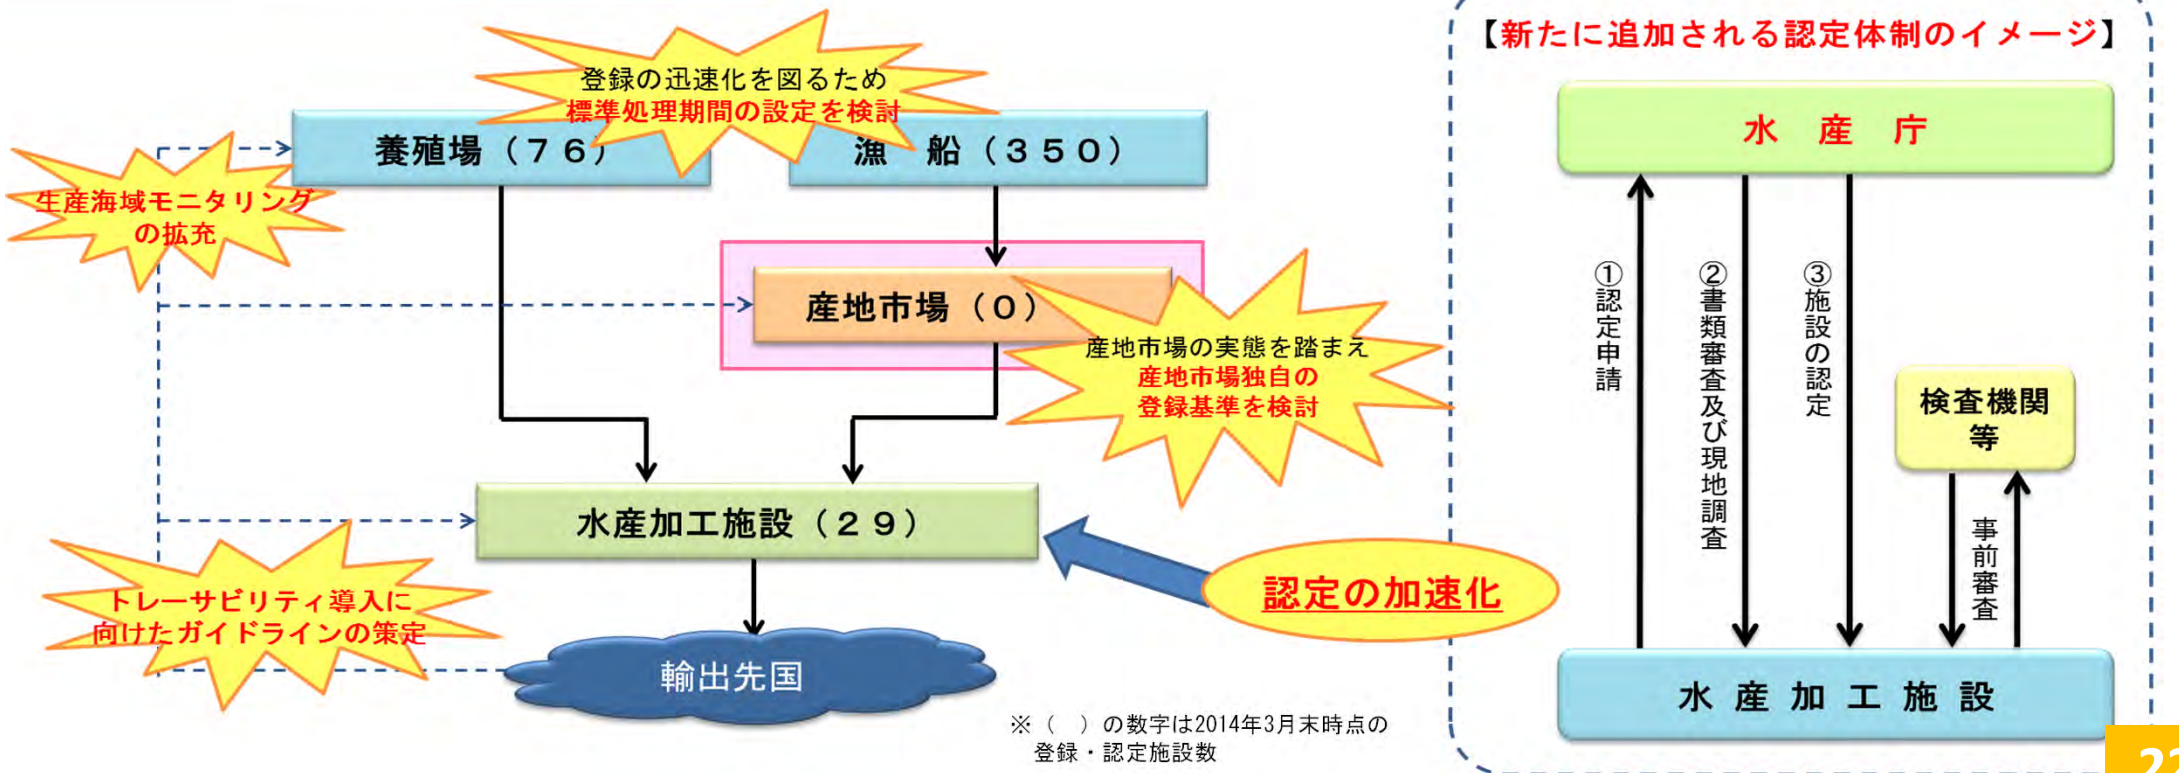 登録の迅速化を図るため
標準処理期間の設定を検討
養殖場（７６）
漁　船（３５０）
生産海域モニタリング
の拡充
産地市場（０）
産地市場の実態を踏まえ
産地市場独自の
登録基準を検討
水産加工施設（２９）
認定の加速化
トレーサビリティ導入に
向けたガイドラインの策定
輸出先国
※（　）の数字は2014年3月末時点の
登録・認定施設数
【新たに追加される認定体制のイメージ】
水　産　庁
①認定申請
②書類審査及び現地調査
③施設の認定
検査機関
等
事前審査
水 産 加 工 施 設